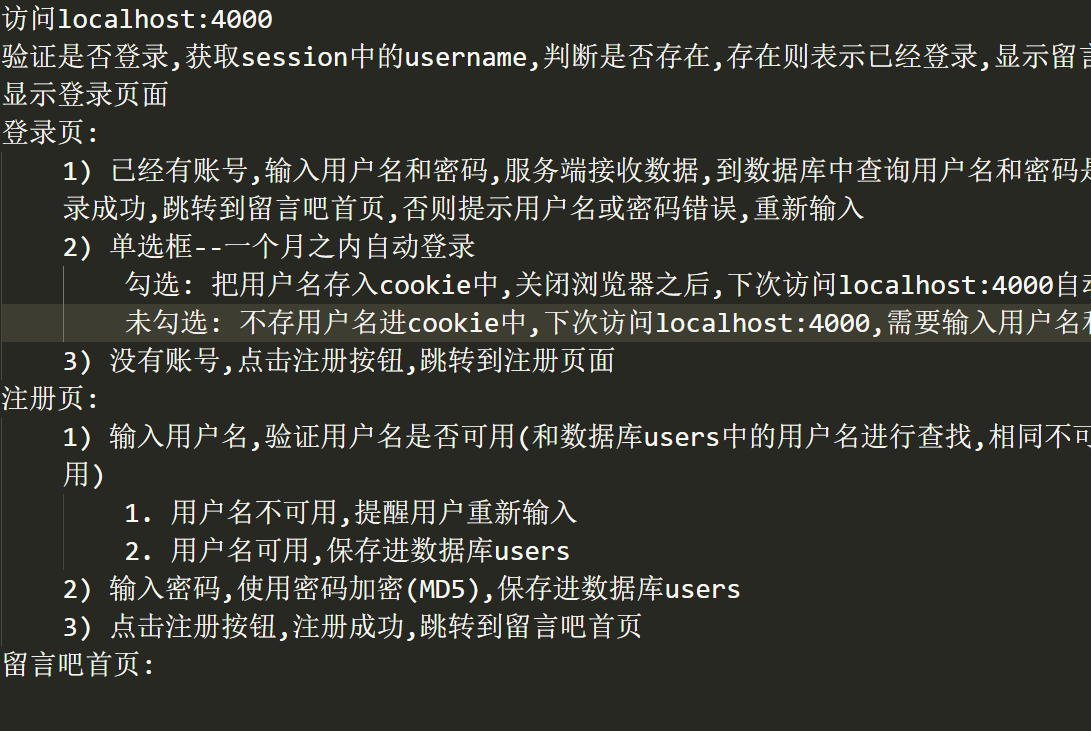 访问localhost:4000
验证是否登录,获取session中的username,判断是否存在,存在则表示已经登录,显示留言
显示登录页面
登录页:
1) 已经有账号,输入用户名和密码,服务端接收数据,到数据库中查询用户名和密码是
录成功,跳转到留言吧首页,否则提示用户名或密码错误,重新输入
2) 单选框--一个月之内自动登录
勾选: 把用户名存入cookie中,关闭浏览器之后,下次访问localhost:4000自动
未勾选: 不存用户名进cookie中,下次访问localhost:4000,需要输入用户名和
3) 没有账号,点击注册按钮,跳转到注册页面
注册页:
1) 输入用户名,验证用户名是否可用(和数据库users中的用户名进行查找,相同不可
用)
1. 用户名不可用,提醒用户重新输入
2. 用户名可用,保存进数据库users
2) 输入密码,使用密码加密(MD5),保存进数据库users
3) 点击注册按钮,注册成功,跳转到留言吧首页
留言吧首页: